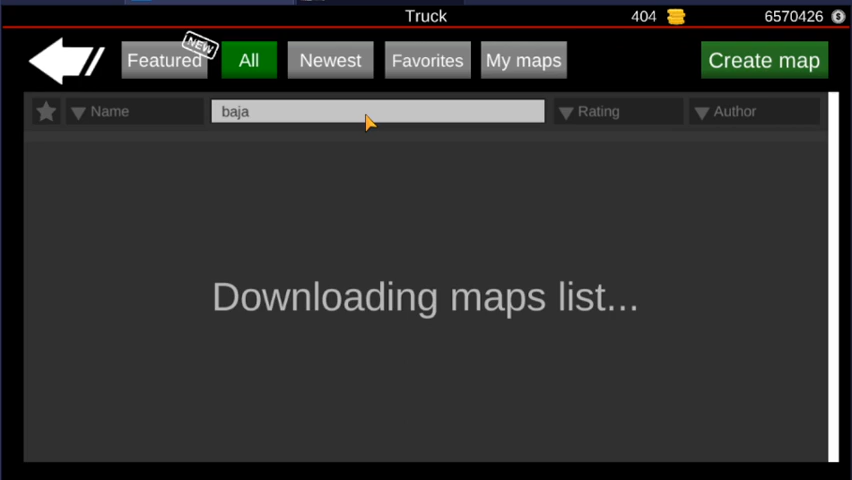 Truck 404 6570426
NEW
Featured All Newest Favorites My maps Create map
Name baja Rating Author
Downloading maps list...